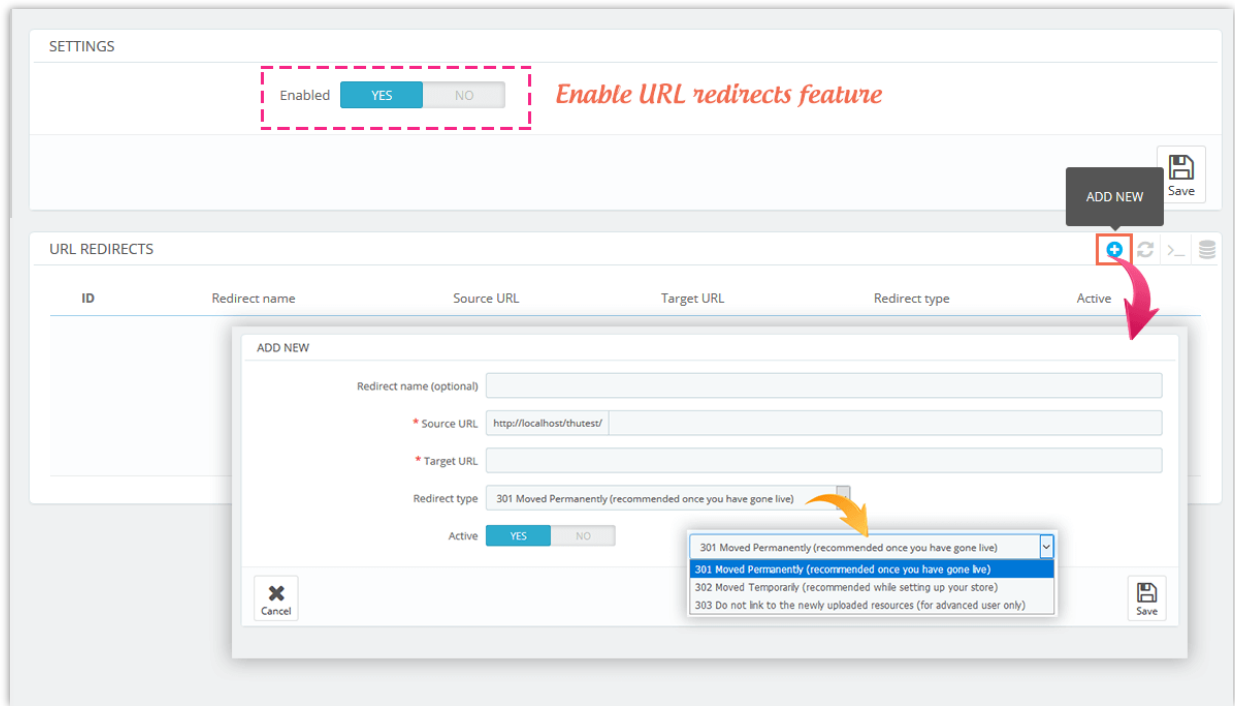 SETTINGS
Enabled YES NO
Enable URL redirects feature
Save
ADD NEW
URL REDIRECTS
ID Redirect name Source URL Target URL Redirect type Active
ADD NEW
Redirect name (optional)
* Source URL http://localhost/thutest/
* Target URL
Redirect type 301 Moved Permanently (recommended once you have gone live)
Active YES NO
301 Moved Permanently (recommended once you have gone live)
301 Moved Permanently (recommended once you have gone live)
302 Moved Temporarily (recommended while setting up your store)
303 Do not link to the newly uploaded resources (for advanced user only)
Cancel
Save